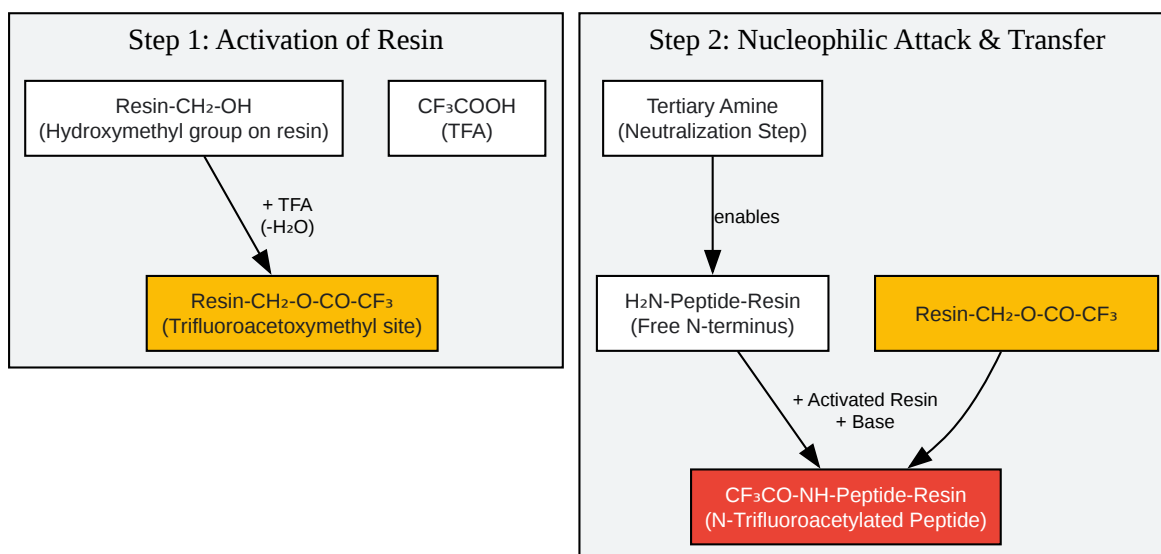 Step 1: Activation of Resin
Resin-CH₂-OH
(Hydroxymethyl group on resin)
CF₃COOH
(TFA)
+ TFA
(-H₂O)
Resin-CH₂-O-CO-CF₃
(Trifluoroacetoxymethyl site)
Step 2: Nucleophilic Attack & Transfer
Tertiary Amine
(Neutralization Step)
enables
H₂N-Peptide-Resin
(Free N-terminus)
Resin-CH₂-O-CO-CF₃
+ Activated Resin
+ Base
CF₃CO-NH-Peptide-Resin
(N-Trifluoroacetylated Peptide)